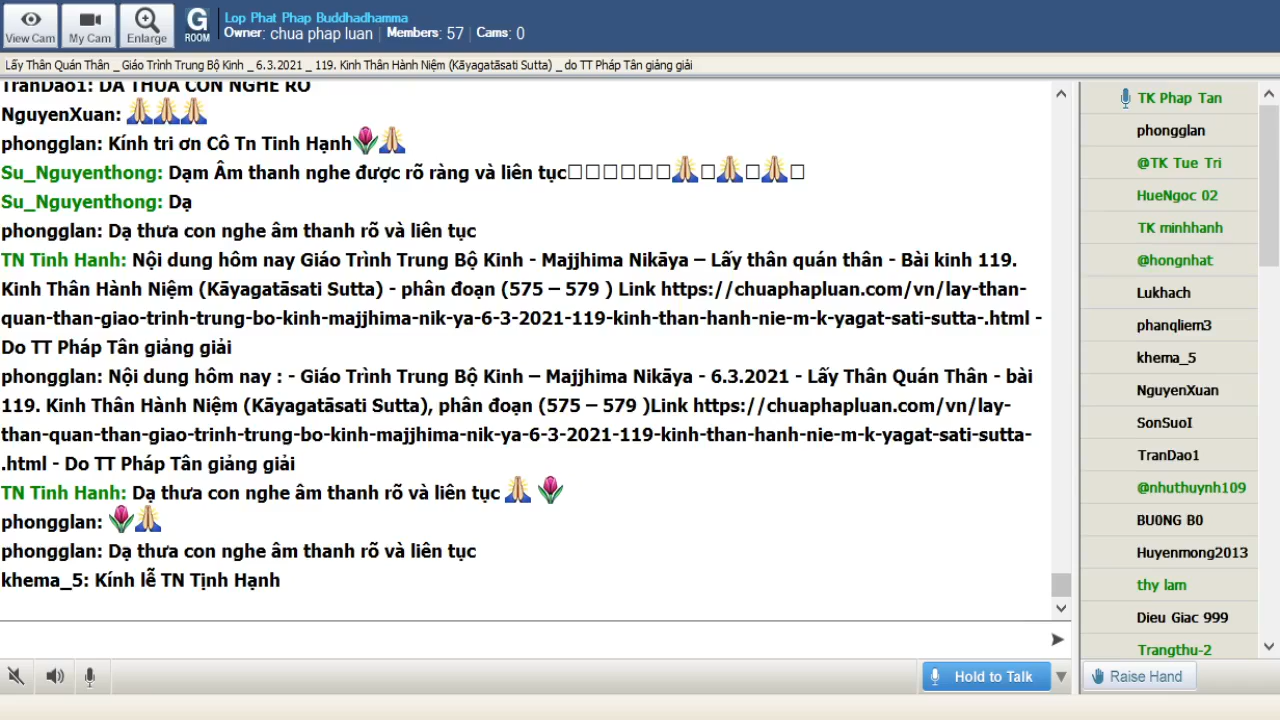 View Cam
My Cam
Enlarge
G
ROOM
Lop Phat Phap Buddhadhamma
Owner: chua phap luan Members: 57 Cams: 0
Lấy Thân Quán Thân _ Giáo Trình Trung Bộ Kinh _ 6.3.2021 _ 119. Kinh Thân Hành Niệm (Kāyagatāsati Sutta) _ do TT Pháp Tân giảng giải
TranDao1: DA THUA CON NGHE RO
NguyenXuan: 🙏🙏🙏
phongglan: Kính tri ơn Cô Tn Tinh Hạnh🌷🙏
Su_Nguyenthong: Dạm Âm thanh nghe được rõ ràng và liên tục□□□□□□🙏□🙏□🙏□
Su_Nguyenthong: Dạ
phongglan: Dạ thưa con nghe âm thanh rõ và liên tục
TN Tinh Hanh: Nội dung hôm nay Giáo Trình Trung Bộ Kinh - Majjhima Nikāya – Lấy thân quán thân - Bài kinh 119.
Kinh Thân Hành Niệm (Kāyagatāsati Sutta) - phân đoạn (575 – 579 ) Link https://chuaphapluan.com/vn/lay-than-
quan-than-giao-trinh-trung-bo-kinh-majjhima-nik-ya-6-3-2021-119-kinh-than-hanh-nie-m-k-yagat-sati-sutta-.html -
Do TT Pháp Tân giảng giải
phongglan: Nội dung hôm nay : - Giáo Trình Trung Bộ Kinh – Majjhima Nikāya - 6.3.2021 - Lấy Thân Quán Thân - bài
119. Kinh Thân Hành Niệm (Kāyagatāsati Sutta), phân đoạn (575 – 579 )Link https://chuaphapluan.com/vn/lay-
than-quan-than-giao-trinh-trung-bo-kinh-majjhima-nik-ya-6-3-2021-119-kinh-than-hanh-nie-m-k-yagat-sati-sutta-
.html - Do TT Pháp Tân giảng giải
TN Tinh Hanh: Dạ thưa con nghe âm thanh rõ và liên tục 🙏 🌷
phongglan: 🌷🙏
phongglan: Dạ thưa con nghe âm thanh rõ và liên tục
khema_5: Kính lễ TN Tịnh Hạnh
Hold to Talk
TK Phap Tan
phongglan
@TK Tue Tri
HueNgoc 02
TK minhhanh
@hongnhat
Lukhach
phanqliem3
khema_5
NguyenXuan
SonSuoI
TranDao1
@nhuthuynh109
BU0NG B0
Huyenmong2013
thy lam
Dieu Giac 999
Trangthu-2
Raise Hand